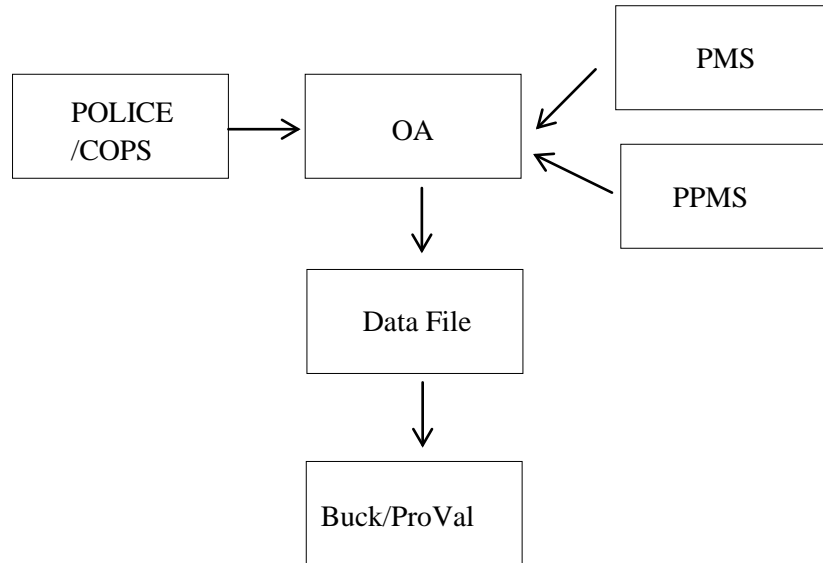 PMS
POLICE
/COPS
OA
PPMS
Data File
Buck/ProVal